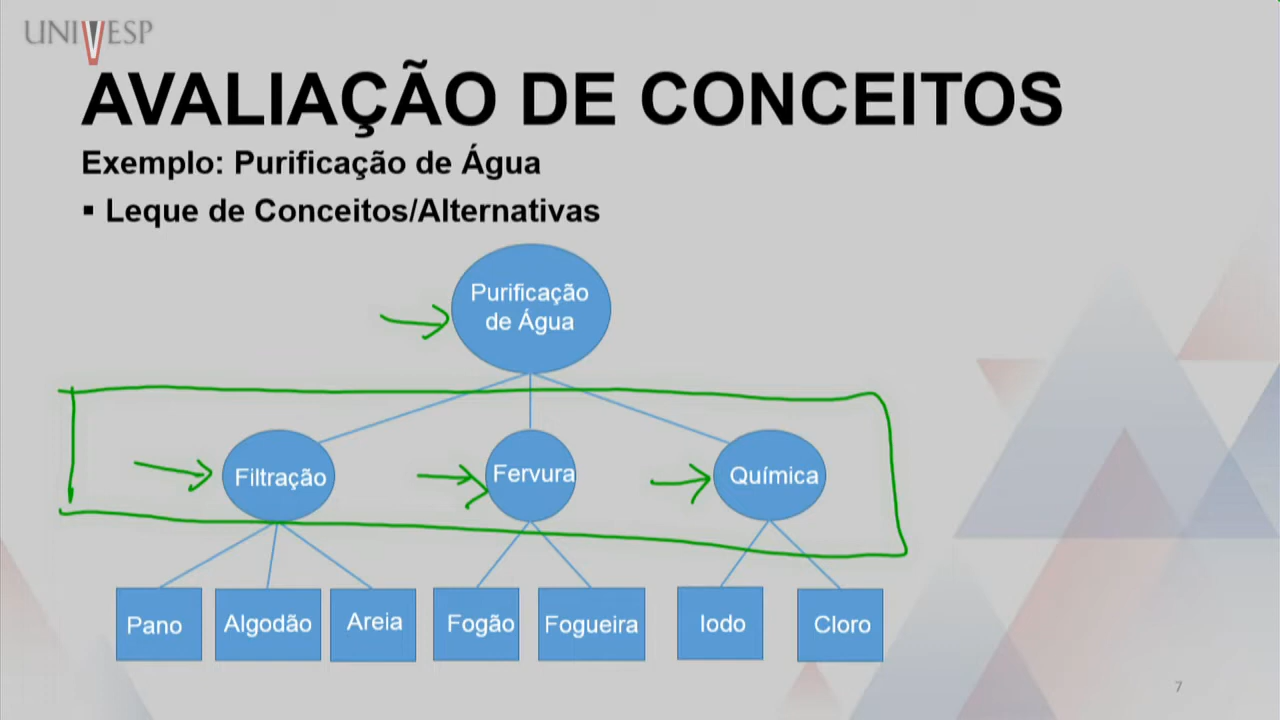 UNIVESP
AVALIAÇÃO DE CONCEITOS
Exemplo: Purificação de Água
▪ Leque de Conceitos/Alternativas
Purificação
de Água
Filtração
Fervura
Química
Pano
Algodão
Areia
Fogão
Fogueira
Iodo
Cloro
7